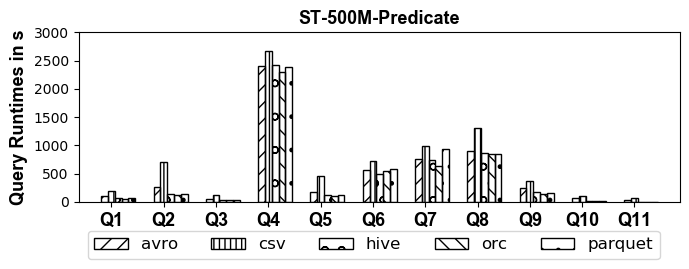 ST-500M-Predicate
Query Runtimes in s
3000
2500
2000
1500
1000
500
0
Q1 Q2 Q3 Q4 Q5 Q6 Q7 Q8 Q9 Q10 Q11
avro csv hive orc parquet